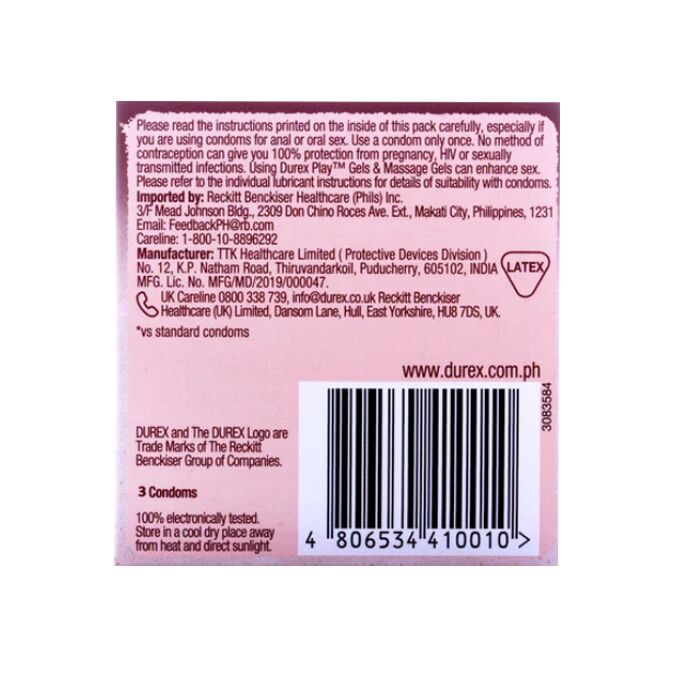 Please read the instructions printed on the inside of this pack carefully, especially if
you are using condoms for anal or oral sex. Use a condom only once. No method of
contraception can give you 100% protection from pregnancy, HIV or sexually
transmitted infections. Using Durex Play™ Gels & Massage Gels can enhance sex.
Please refer to the individual lubricant instructions for details of suitability with condoms.
Imported by: Reckitt Benckiser Healthcare (Phils) Inc.
3/F Mead Johnson Bldg., 2309 Don Chino Roces Ave. Ext., Makati City, Philippines, 1231
Email: FeedbackPH@rb.com
Careline: 1-800-10-8896292
Manufacturer: TTK Healthcare Limited ( Protective Devices Division )
No. 12, K.P. Natham Road, Thiruvandarkoil, Puducherry, 605102, INDIA
MFG. Lic. No. MFG/MD/2019/000047.
LATEX
UK Careline 0800 338 739, info@durex.co.uk Reckitt Benckiser
Healthcare (UK) Limited, Dansom Lane, Hull, East Yorkshire, HU8 7DS, UK.
*vs standard condoms
www.durex.com.ph
3083584
DUREX and The DUREX Logo are
Trade Marks of The Reckitt
Benckiser Group of Companies.
3 Condoms
100% electronically tested.
Store in a cool dry place away
from heat and direct sunlight.
4 806534 410010 >